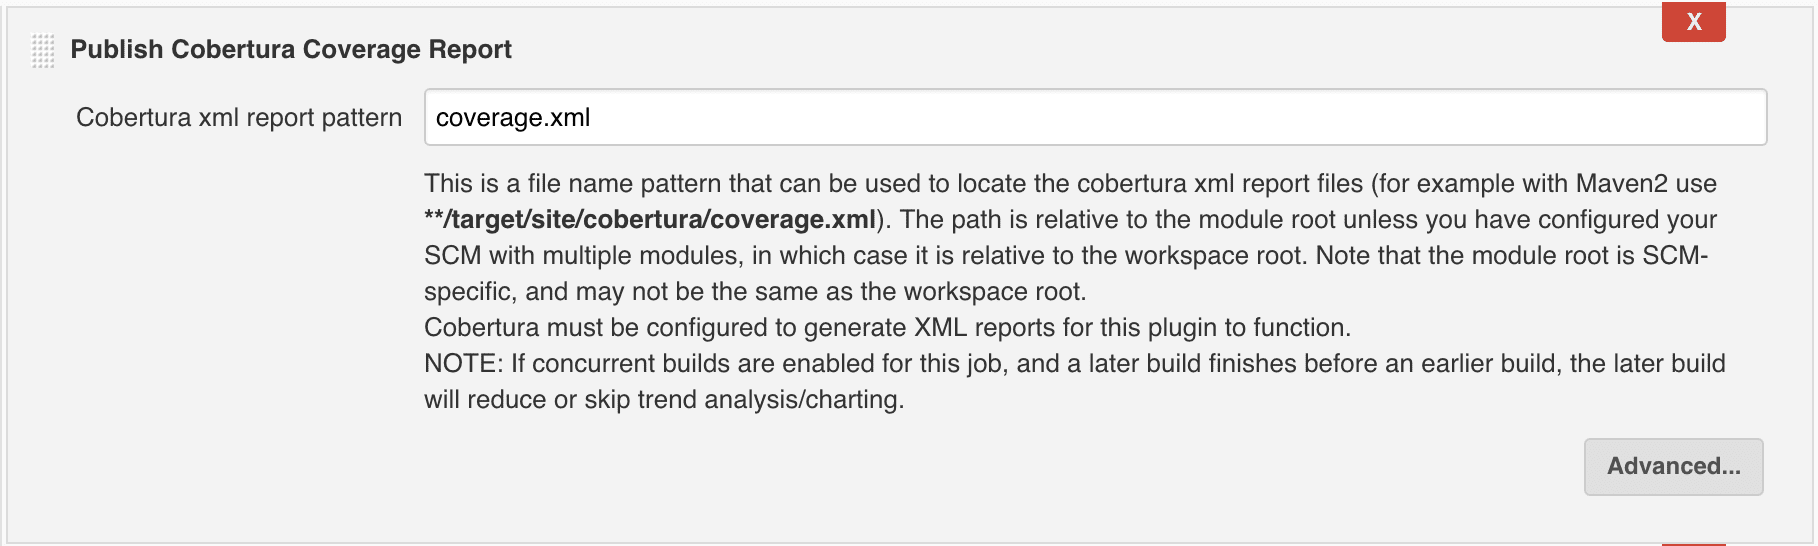 X
Publish Cobertura Coverage Report
Cobertura xml report pattern
coverage.xml
This is a file name pattern that can be used to locate the cobertura xml report files (for example with Maven2 use
**/target/site/cobertura/coverage.xml). The path is relative to the module root unless you have configured your
SCM with multiple modules, in which case it is relative to the workspace root. Note that the module root is SCM-
specific, and may not be the same as the workspace root.
Cobertura must be configured to generate XML reports for this plugin to function.
NOTE: If concurrent builds are enabled for this job, and a later build finishes before an earlier build, the later build
will reduce or skip trend analysis/charting.
Advanced...